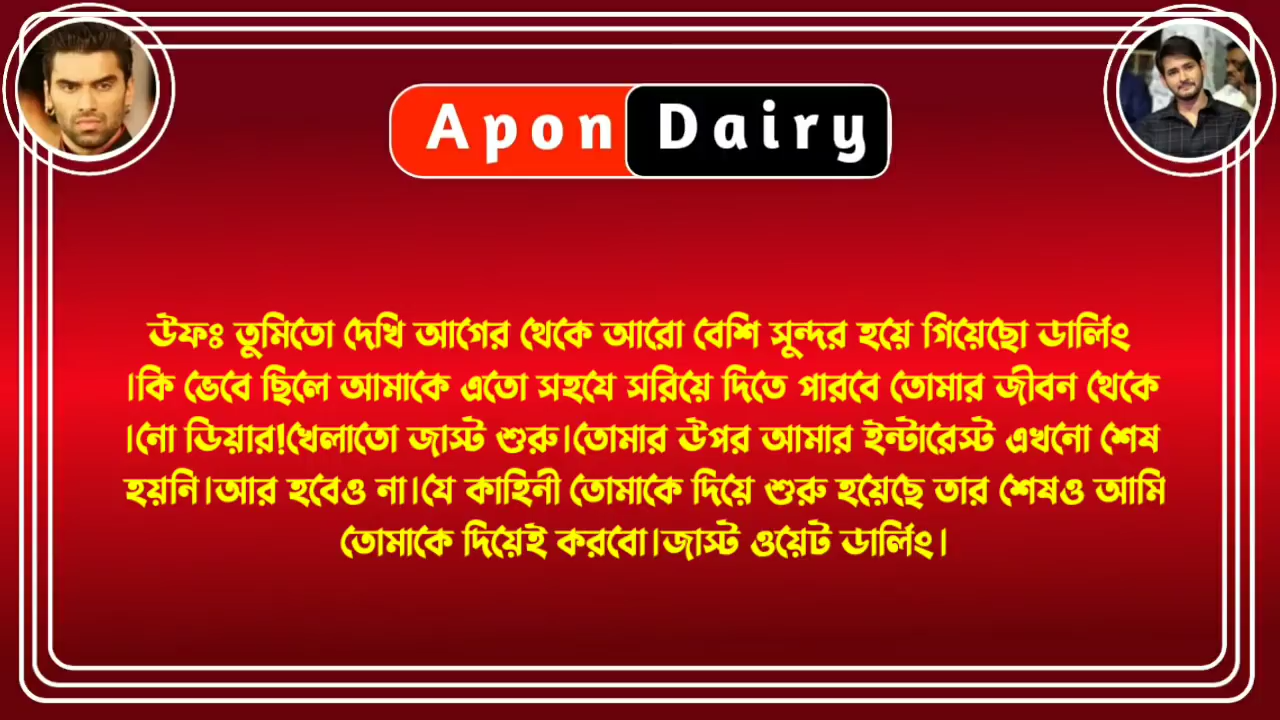 Apon Dairy
উফঃ তুমিতো দেখি আগের থেকে আরো বেশি সুন্দর হয়ে গিয়েছো ডার্লিং
।কি ভেবে ছিলে আমাকে এতো সহযে সরিয়ে দিতে পারবে তোমার জীবন থেকে
।নো ডিয়ার!খেলাতো জাস্ট শুরু।তোমার উপর আমার ইন্টারেস্ট এখনো শেষ
হয়নি।আর হবেও না।যে কাহিনী তোমাকে দিয়ে শুরু হয়েছে তার শেষও আমি
তোমাকে দিয়েই করবো।জাস্ট ওয়েট ডার্লিং।